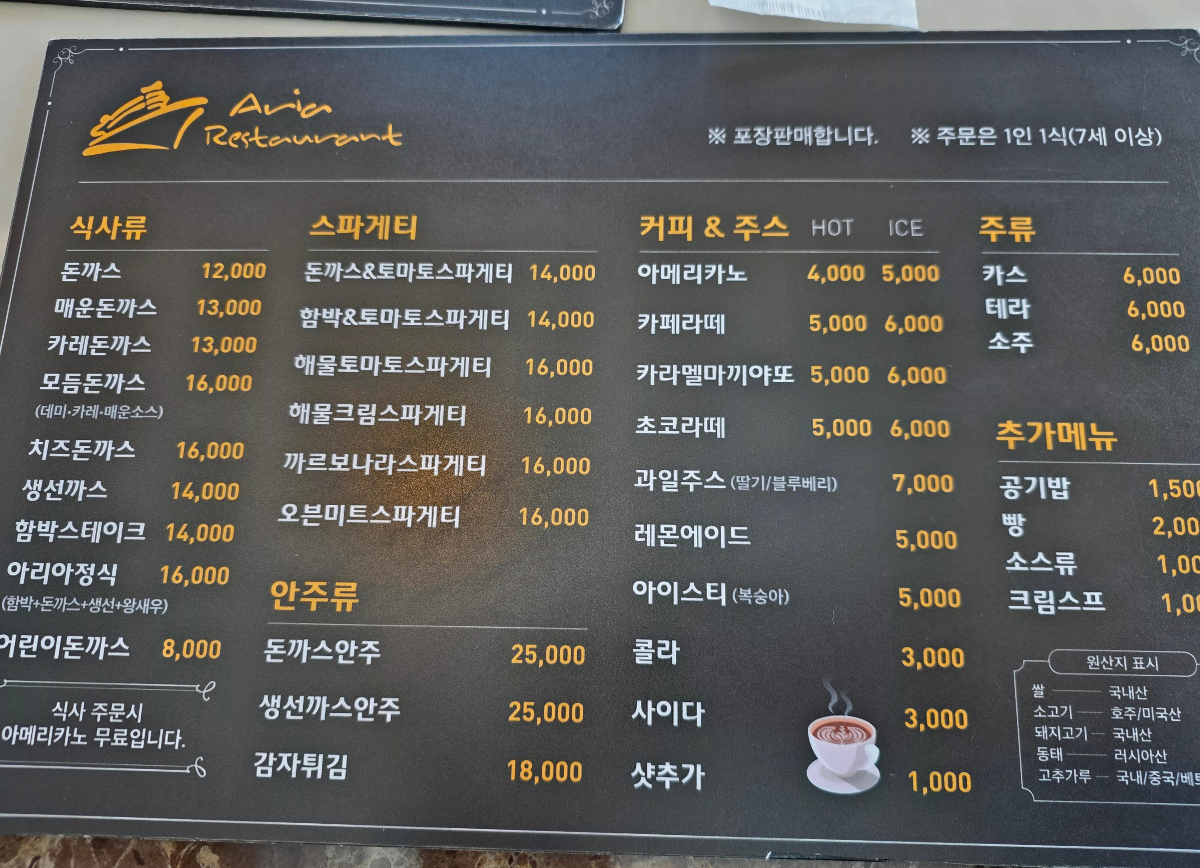 Aria
Restaurant
※ 포장판매합니다. ※ 주문은 1인 1식(7세 이상)
식사류
돈까스 12,000
매운돈까스 13,000
카레돈까스 13,000
모듬돈까스 16,000
(데미·카레·매운소스)
치즈돈까스 16,000
생선까스 14,000
함박스테이크 14,000
아리아정식 16,000
(함박+돈까스+생선+왕새우)
어린이돈까스 8,000
식사 주문시
아메리카노 무료입니다.
스파게티
돈까스&토마토스파게티 14,000
함박&토마토스파게티 14,000
해물토마토스파게티 16,000
해물크림스파게티 16,000
까르보나라스파게티 16,000
오븐미트스파게티 16,000
안주류
돈까스안주 25,000
생선까스안주 25,000
감자튀김 18,000
커피 & 주스 HOT ICE
아메리카노 4,000 5,000
카페라떼 5,000 6,000
카라멜마끼야또 5,000 6,000
초코라떼 5,000 6,000
과일주스 (딸기/블루베리) 7,000
레몬에이드 5,000
아이스티 (복숭아) 5,000
콜라 3,000
사이다 3,000
샷추가 1,000
주류
카스 6,000
테라 6,000
소주 6,000
추가메뉴
공기밥 1,500
빵 2,00
소스류 1,00
크림스프 1,00
원산지 표시
쌀 국내산
소고기 호주/미국산
돼지고기 국내산
동태 러시아산
고추가루 국내/중국/베트